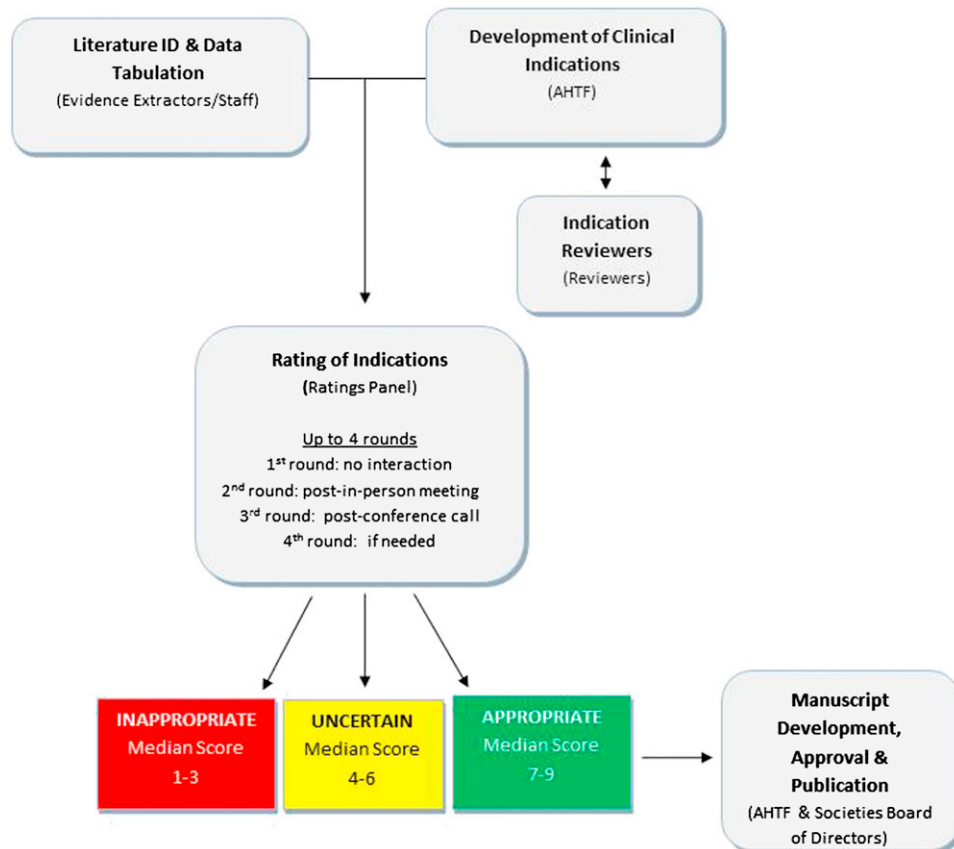 Literature ID & Data
Tabulation
(Evidence Extractors/Staff)
Development of Clinical
Indications
(AHTF)
Indication
Reviewers
(Reviewers)
Rating of Indications
(Ratings Panel)
Up to 4 rounds
1st round: no interaction
2nd round: post-in-person meeting
3rd round: post-conference call
4th round: if needed
INAPPROPRIATE
Median Score
1-3
UNCERTAIN
Median Score
4-6
APPROPRIATE
Median Score
7-9
Manuscript
Development,
Approval &
Publication
(AHTF & Societies Board
of Directors)